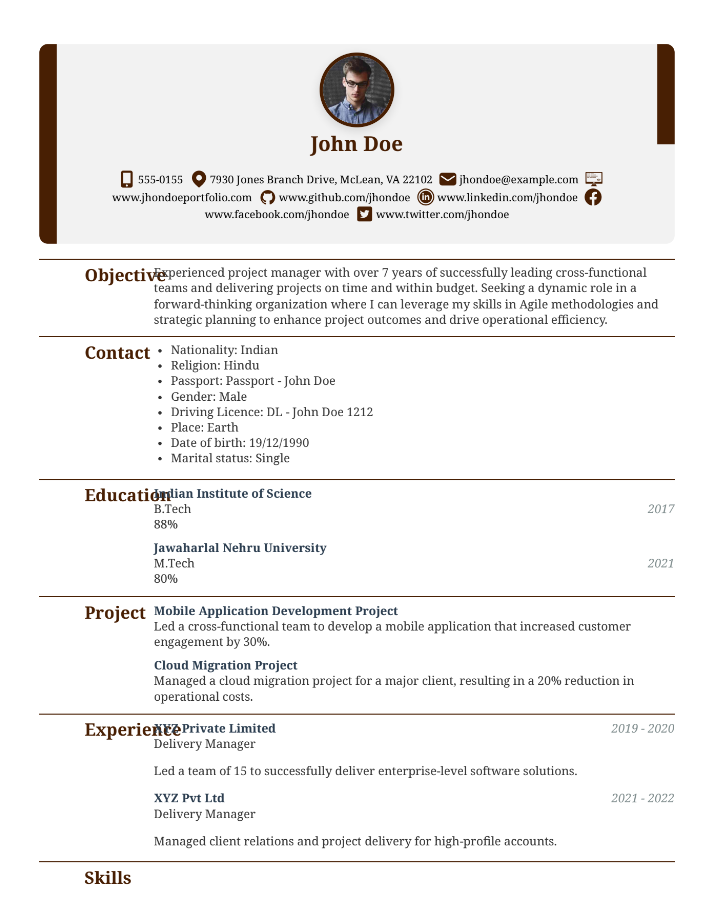 John Doe
555-0155 7930 Jones Branch Drive, McLean, VA 22102 jhondoe@example.com
www.jhondoeportfolio.com www.github.com/jhondoe www.linkedin.com/jhondoe
www.facebook.com/jhondoe www.twitter.com/jhondoe
Objective
Experienced project manager with over 7 years of successfully leading cross-functional
teams and delivering projects on time and within budget. Seeking a dynamic role in a
forward-thinking organization where I can leverage my skills in Agile methodologies and
strategic planning to enhance project outcomes and drive operational efficiency.
Contact
• Nationality: Indian
• Religion: Hindu
• Passport: Passport - John Doe
• Gender: Male
• Driving Licence: DL - John Doe 1212
• Place: Earth
• Date of birth: 19/12/1990
• Marital status: Single
Education
Indian Institute of Science
B.Tech 2017
88%
Jawaharlal Nehru University
M.Tech 2021
80%
Project
Mobile Application Development Project
Led a cross-functional team to develop a mobile application that increased customer
engagement by 30%.
Cloud Migration Project
Managed a cloud migration project for a major client, resulting in a 20% reduction in
operational costs.
Experience
XYZ Private Limited 2019 - 2020
Delivery Manager
Led a team of 15 to successfully deliver enterprise-level software solutions.
XYZ Pvt Ltd 2021 - 2022
Delivery Manager
Managed client relations and project delivery for high-profile accounts.
Skills